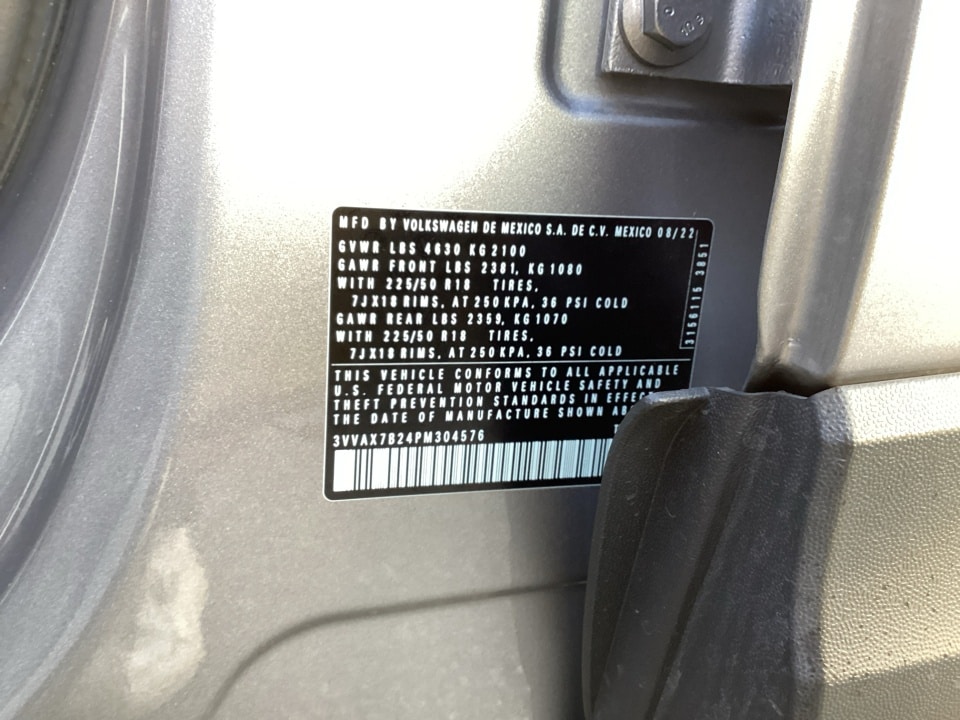 MFD BY VOLKSWAGEN DE MEXICO S.A. DE C.V. MEXICO 08/22
GVWR LBS 4630 KG 2100
GAWR FRONT LBS 2381, KG 1080
WITH 225/50 R18 TIRES,
7JX18 RIMS, AT 250 KPA, 36 PSI COLD
GAWR REAR LBS 2359, KG 1070
WITH 225/50 R18 TIRES,
7JX18 RIMS, AT 250 KPA, 36 PSI COLD
3156115 3851
THIS VEHICLE CONFORMS TO ALL APPLICABLE
U.S. FEDERAL MOTOR VEHICLE SAFETY AND
THEFT PREVENTION STANDARDS IN EFFECT
THE DATE OF MANUFACTURE SHOWN
3VVAX7B24PM304576